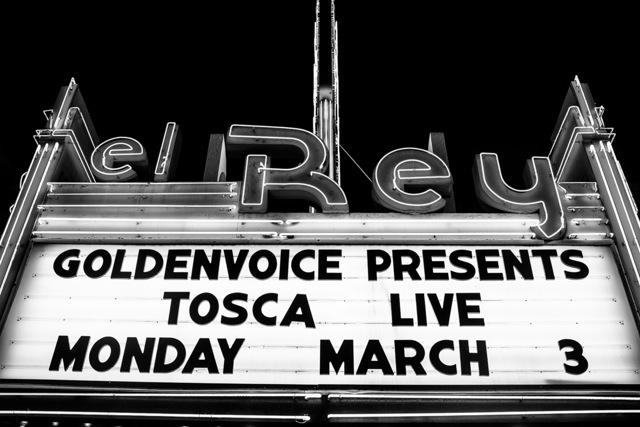 el Rey
GOLDENVOICE PRESENTS
TOSCA LIVE
MONDAY MARCH 3